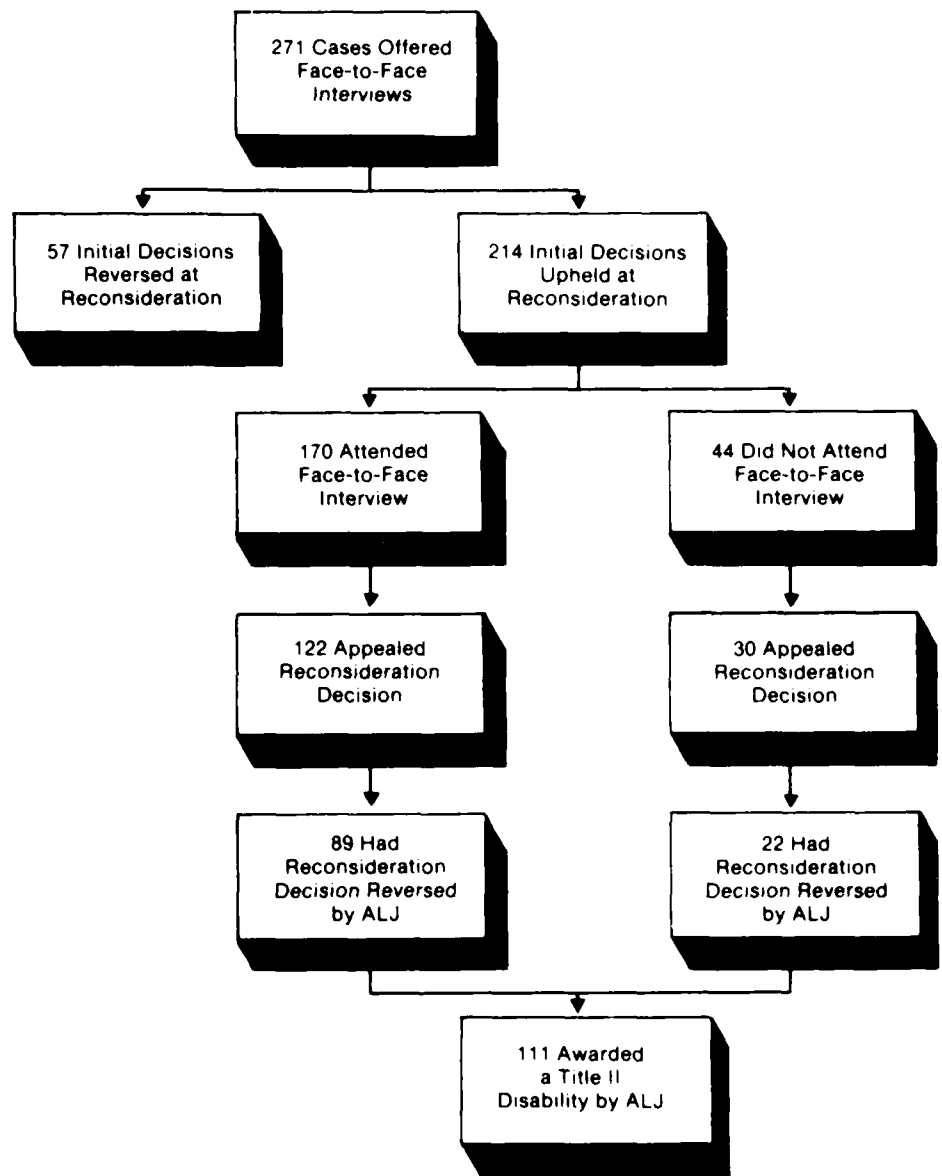 271 Cases Offered
Face-to-Face
Interviews
57 Initial Decisions
Reversed at
Reconsideration
214 Initial Decisions
Upheld at
Reconsideration
170 Attended
Face-to-Face
Interview
44 Did Not Attend
Face-to-Face
Interview
122 Appealed
Reconsideration
Decision
30 Appealed
Reconsideration
Decision
89 Had
Reconsideration
Decision Reversed
by ALJ
22 Had
Reconsideration
Decision Reversed
by ALJ
111 Awarded
a Title II
Disability by ALJ